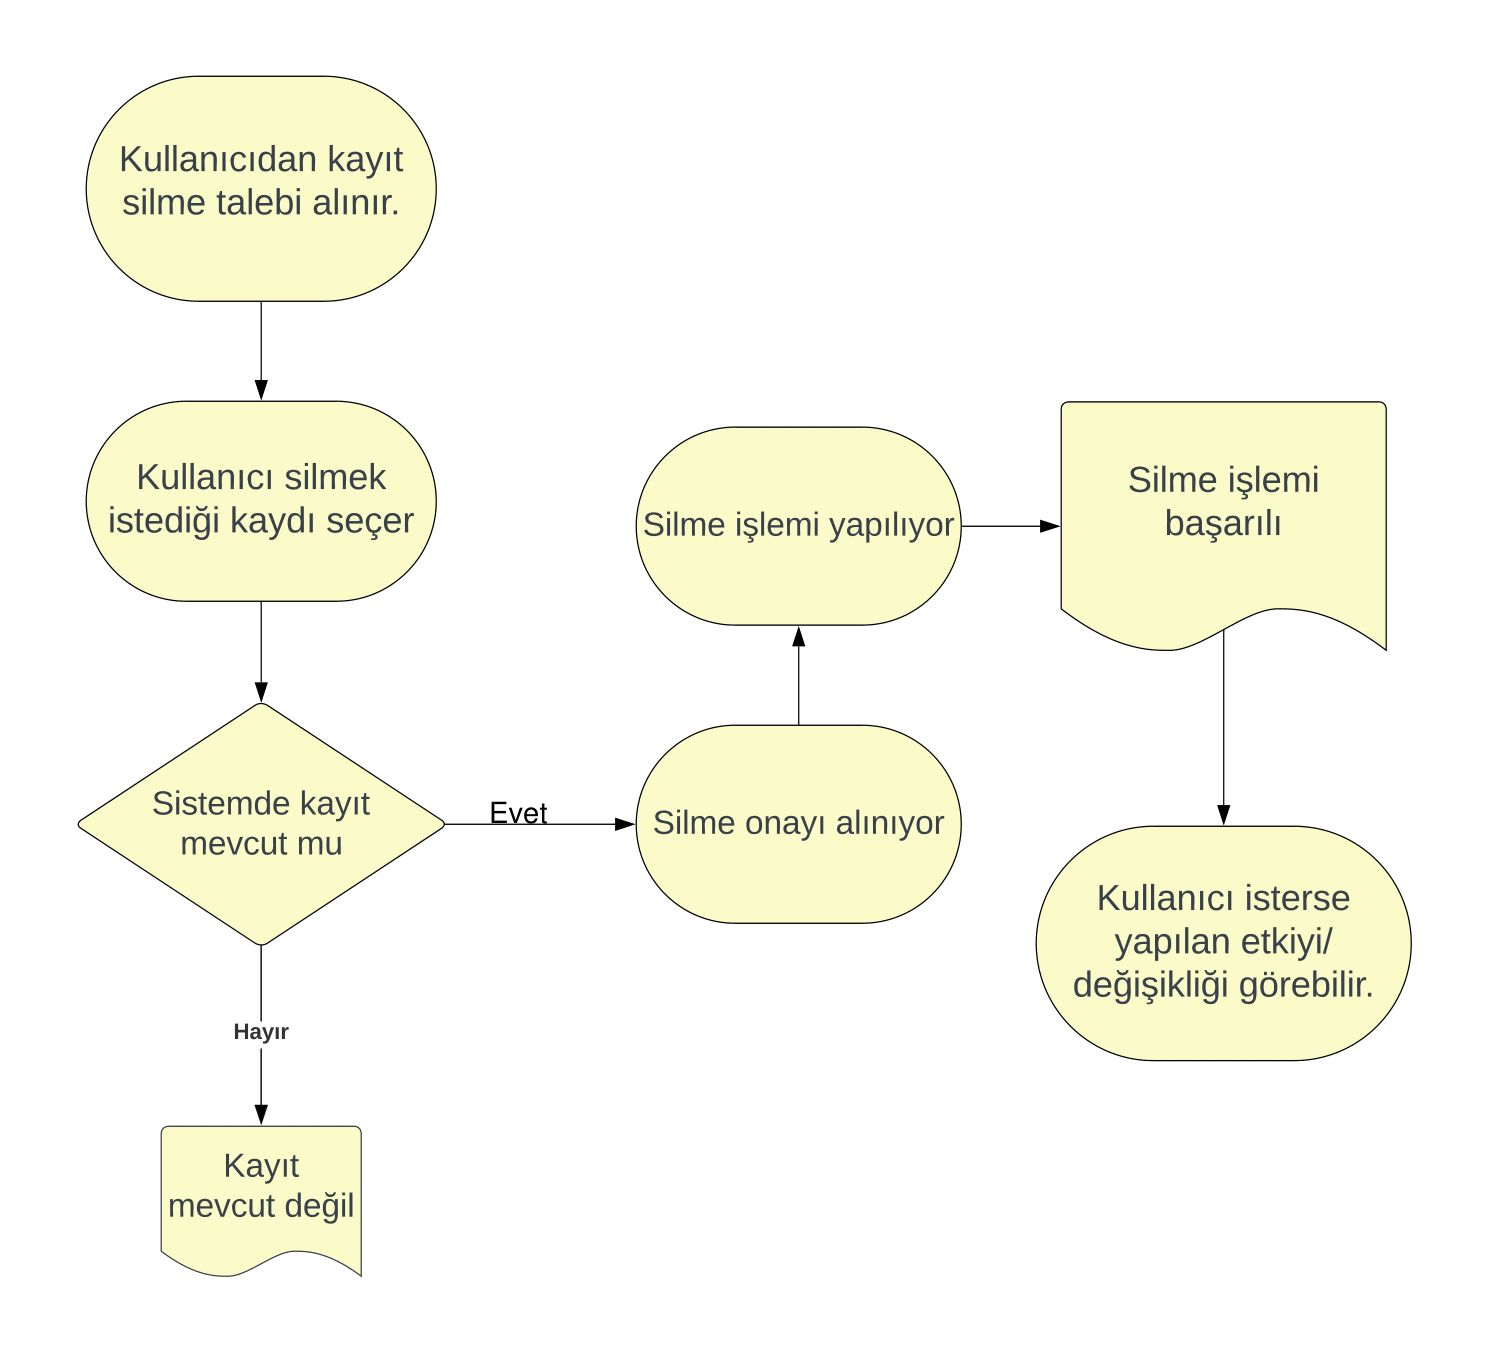 Kullanıcıdan kayıt
silme talebi alınır.
Kullanıcı silmek
istediği kaydı seçer
Sistemde kayıt
mevcut mu
Evet
Hayır
Kayıt
mevcut değil
Silme onayı alınıyor
Silme işlemi yapılıyor
Silme işlemi
başarılı
Kullanıcı isterse
yapılan etkiyi/
değişikliği görebilir.